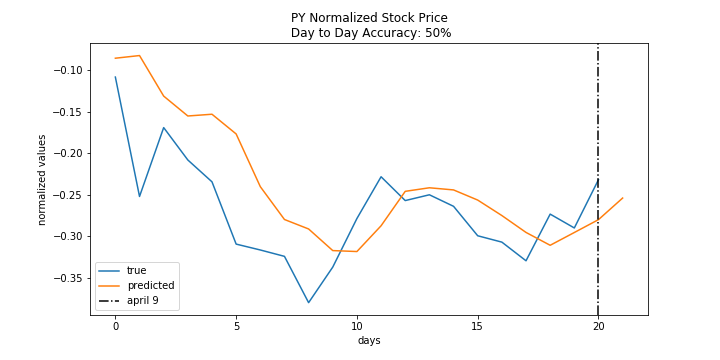 PY Normalized Stock Price
Day to Day Accuracy: 50%
normalized values
−0.10
−0.15
−0.20
−0.25
−0.30
−0.35
true
predicted
april 9
0
5
10
15
20
days